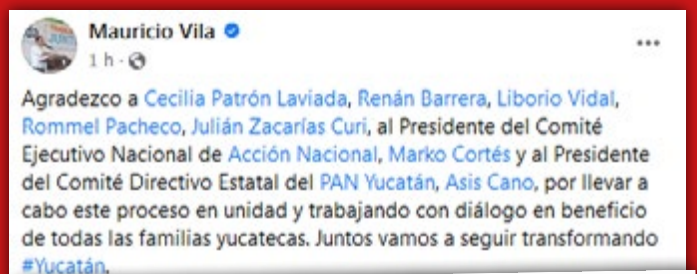 Mauricio Vila
1 h ·
Agradezco a Cecilia Patrón Laviada, Renán Barrera, Liborio Vidal,
Rommel Pacheco, Julián Zacarías Curi, al Presidente del Comité
Ejecutivo Nacional de Acción Nacional, Marko Cortés y al Presidente
del Comité Directivo Estatal del PAN Yucatán, Asis Cano, por llevar a
cabo este proceso en unidad y trabajando con diálogo en beneficio
de todas las familias yucatecas. Juntos vamos a seguir transformando
#Yucatán.